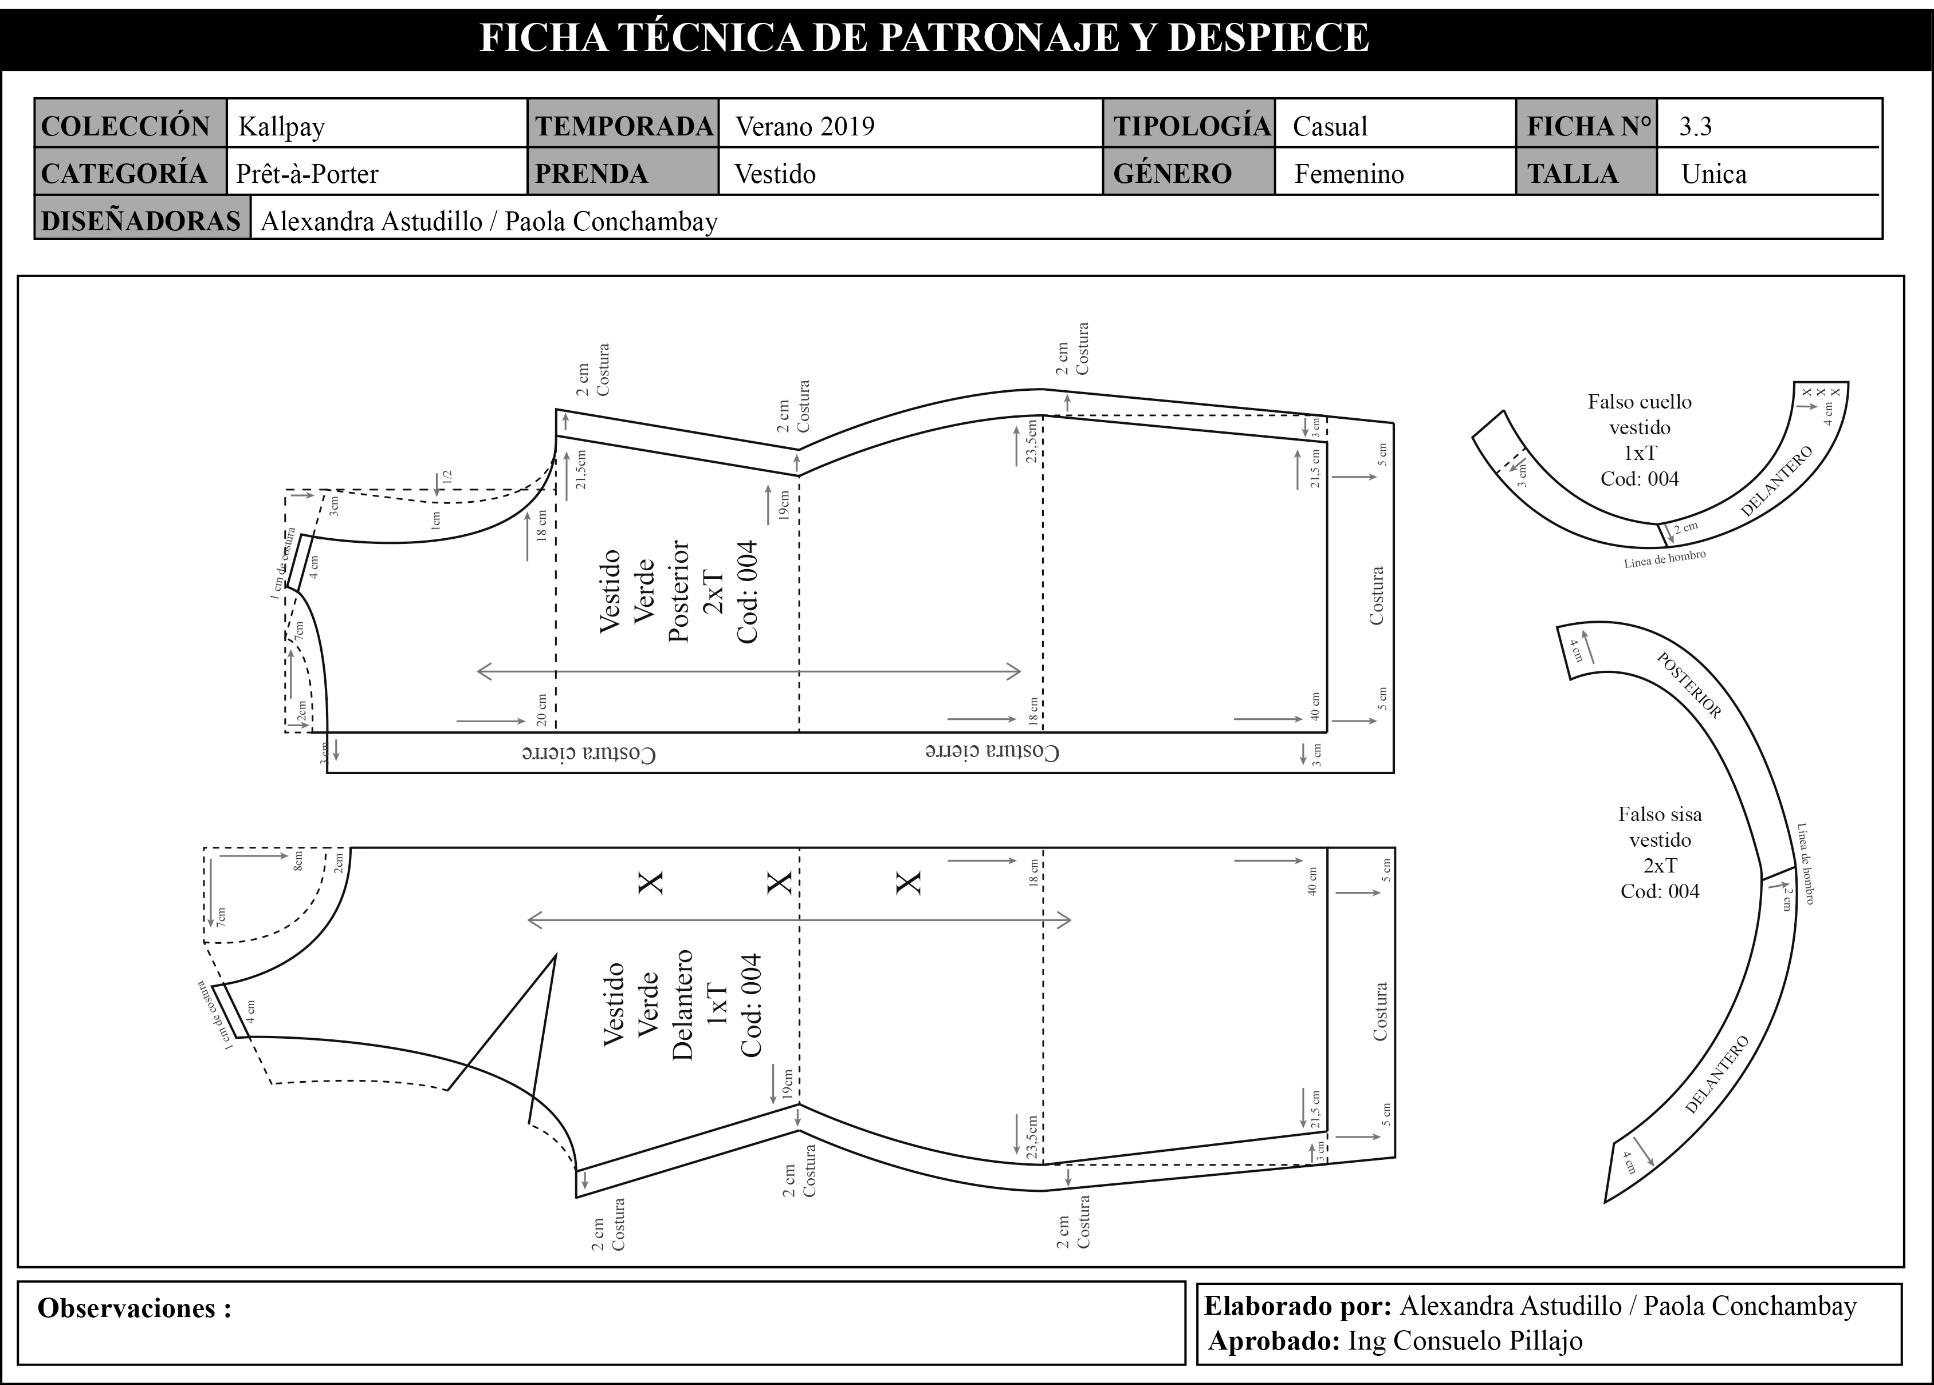 FICHA TÉCNICA DE PATRONAJE Y DESPIECE
COLECCIÓN Kallpay TEMPORADA Verano 2019 TIPOLOGÍA Casual FICHA N° 3.3
CATEGORÍA Prêt-à-Porter PRENDA Vestido GÉNERO Femenino TALLA Unica
DISEÑADORAS Alexandra Astudillo / Paola Conchambay
2 cm
Costura
2 cm
Costura
2 cm
Costura
1/2
3cm
1cm
18 cm
21,5cm
19cm
23,5cm
3 cm
21,5 cm
5 cm
1 cm de costura
4 cm
7cm
2cm
3 cm
Vestido
Verde
Posterior
2xT
Cod: 004
20 cm
18 cm
40 cm
5 cm
Costura
Costura cierre
Costura cierre
3 cm
Falso cuello
vestido
1xT
Cod: 004
X X X
4 cm
3 cm
2 cm
DELANTERO
Línea de hombro
8cm
2cm
7cm
1 cm de costura
4 cm
X X X
18 cm
40 cm
5 cm
Vestido
Verde
Delantero
1xT
Cod: 004
Costura
19cm
23,5cm
21,5 cm
3 cm
5 cm
2 cm
Costura
2 cm
Costura
2 cm
Costura
4 cm
POSTERIOR
Falso sisa
vestido
2xT
Cod: 004
Línea de hombro
2 cm
DELANTERO
4 cm
Observaciones :
Elaborado por: Alexandra Astudillo / Paola Conchambay
Aprobado: Ing Consuelo Pillajo